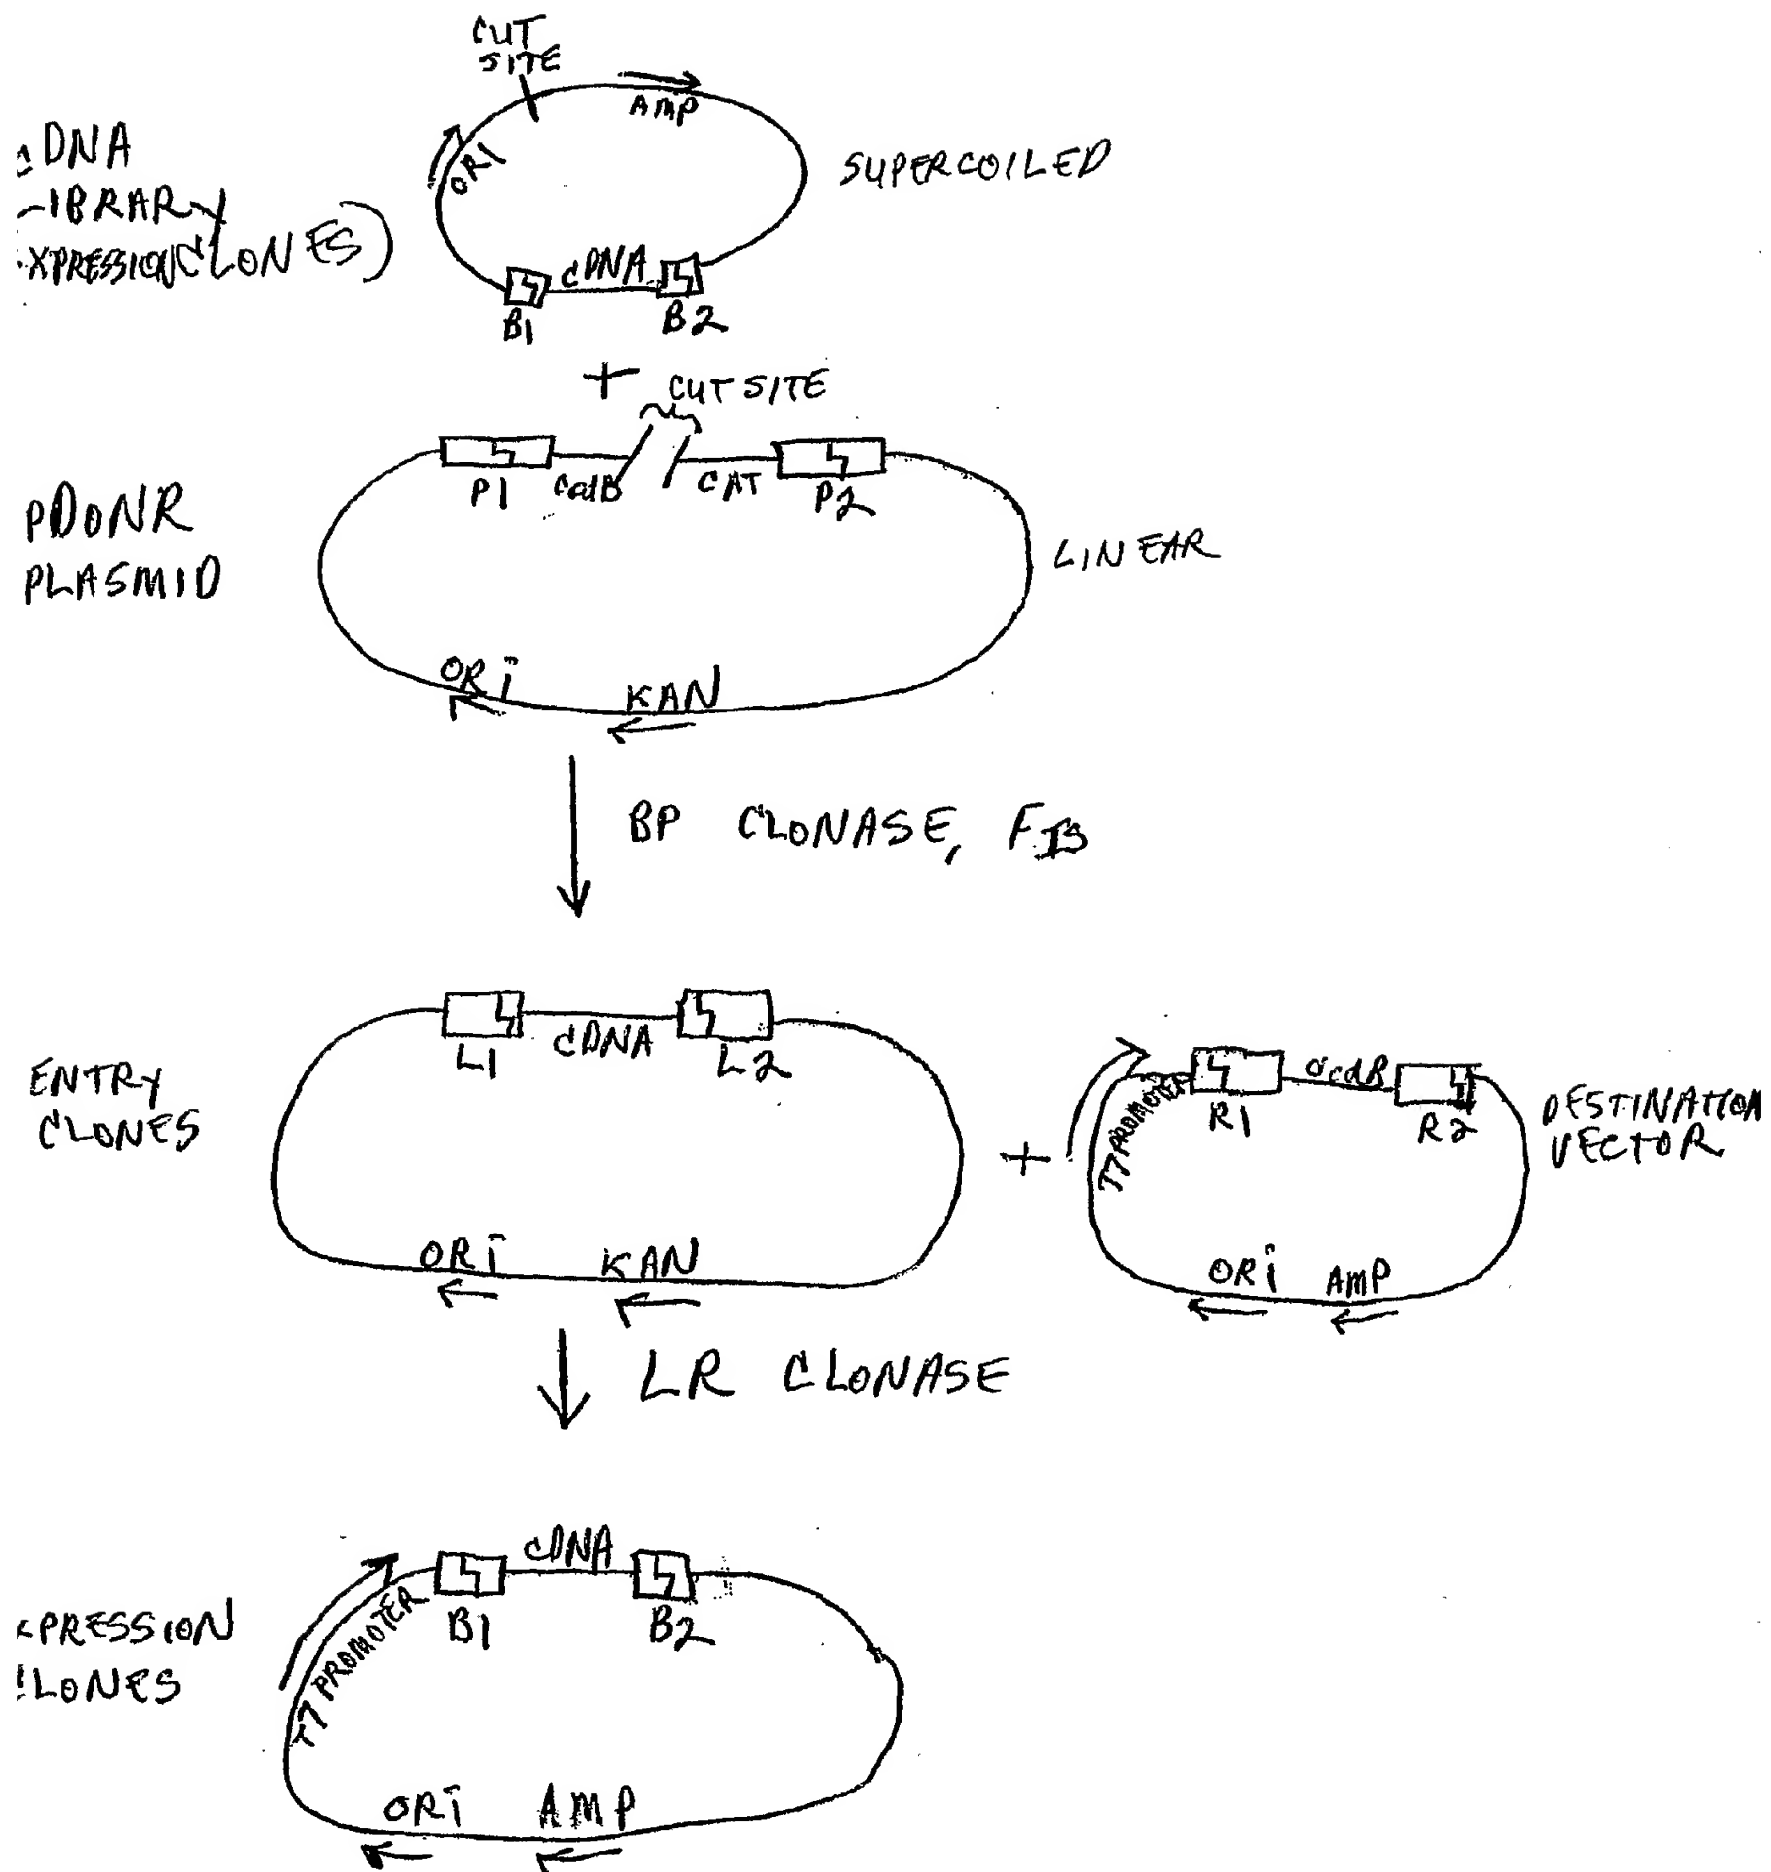 CUT
SITE
AMP
ORI
DNA
IBRARY
XPRESSION CLONES)
SUPERCOILED
cDNA
B1
B2
+
CUT SITE
P1
CcdB
CAT
P2
PDONR
PLASMID
LINEAR
ORi
KAN
BP CLONASE, FIS
L1
cDNA
L2
ENTRY
CLONES
ORi
KAN
+
T7 PROMOTER
R1
ccdB
R2
DESTINATION
VECTOR
ORi
AMP
LR CLONASE
cDNA
B1
B2
T7 PROMOTER
PRESSION
LONES
ORi
AMP